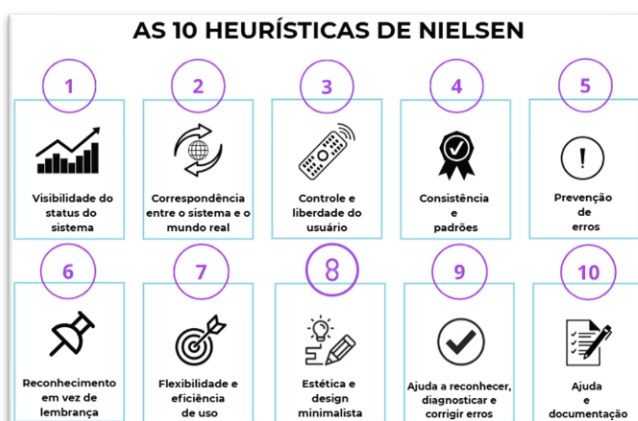 AS 10 HEURÍSTICAS DE NIELSEN
1
2
3
4
5
Visibilidade do
status do
sistema
Correspondência
entre o sistema e o
mundo real
Controle e
liberdade do
usuário
Consistência
e
padrões
Prevenção
de
erros
6
7
8
9
10
Reconhecimento
em vez de
lembrança
Flexibilidade e
eficiência
de uso
Estética e
design
minimalista
Ajuda a reconhecer,
diagnosticar e
corrigir erros
Ajuda
e
documentação